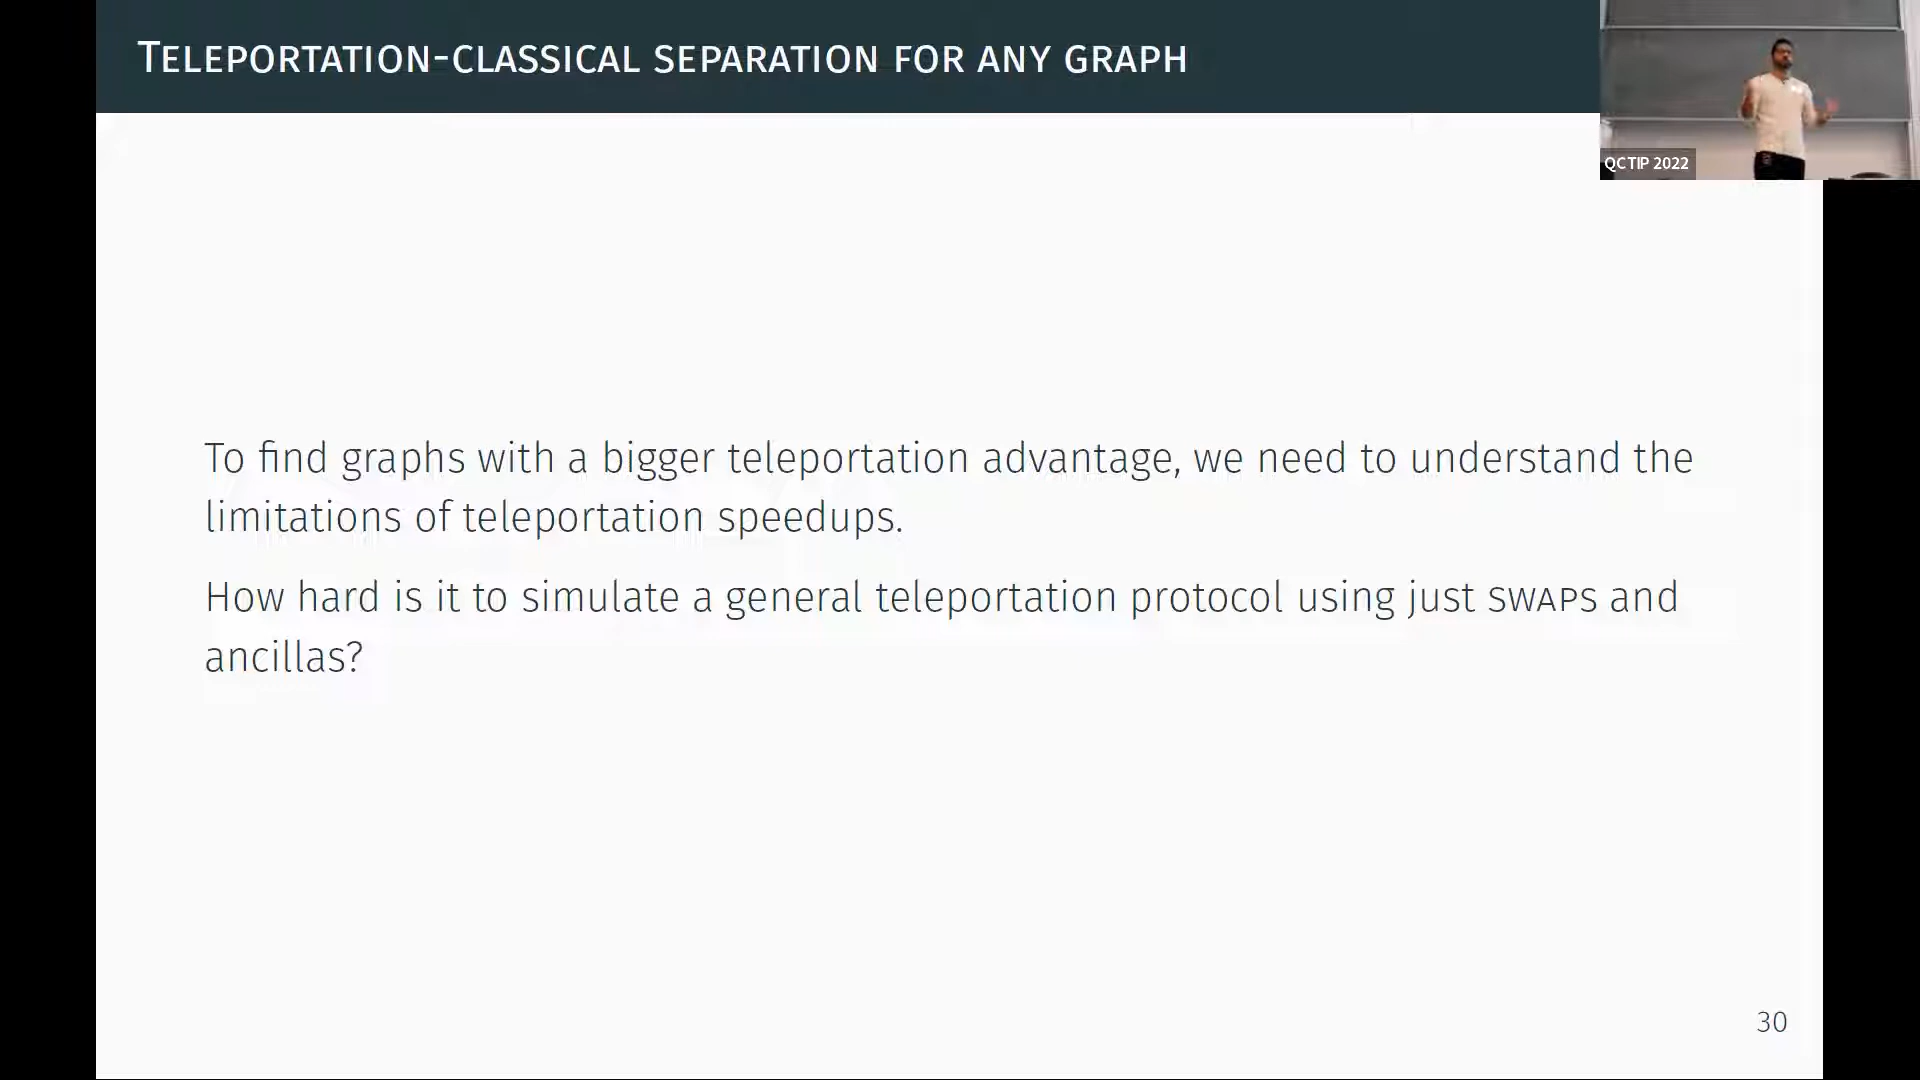 TELEPORTATION-CLASSICAL SEPARATION FOR ANY GRAPH
QCTIP 2022
To find graphs with a bigger teleportation advantage, we need to understand the
limitations of teleportation speedups.
How hard is it to simulate a general teleportation protocol using just SWAPS and
ancillas?
30